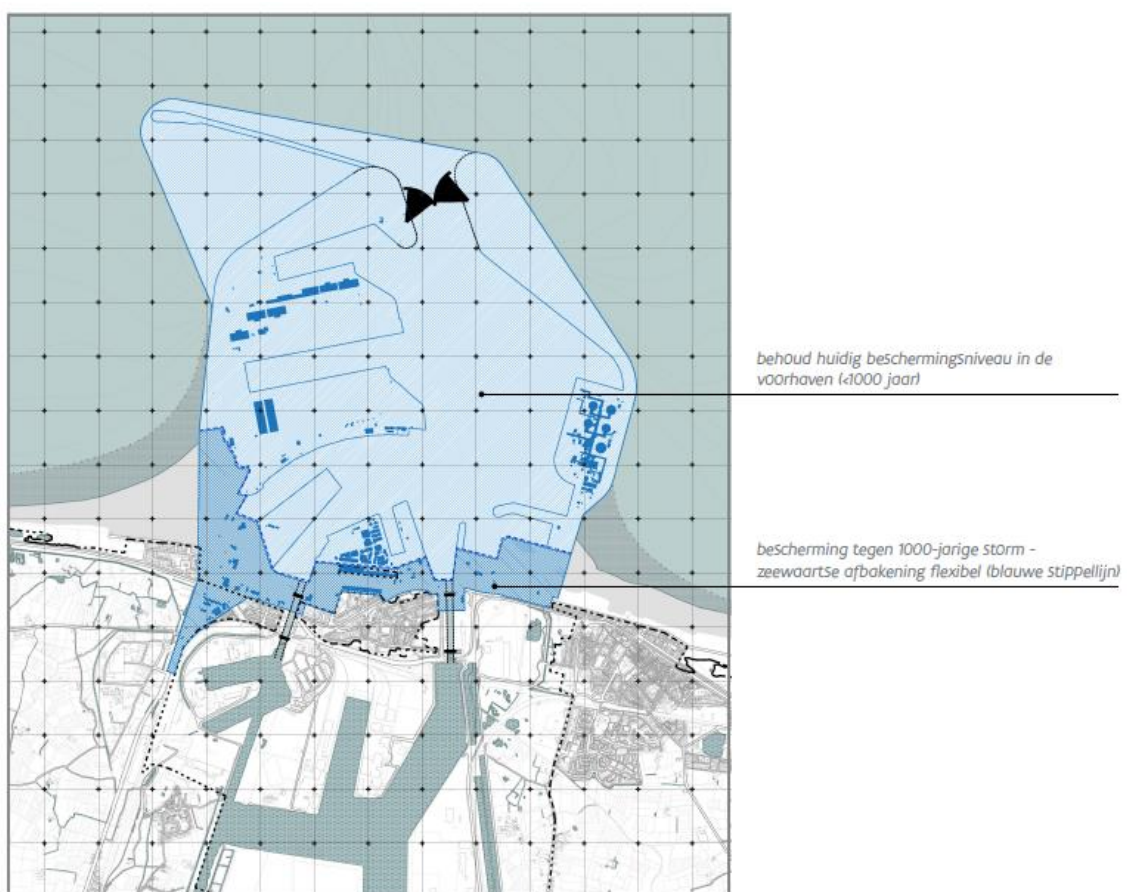 behoud huidig beschermingsniveau in de
voorhaven (<1000 jaar)
bescherming tegen 1000-jarige storm -
zeewaartse afbakening flexibel (blauwe stippellijn)